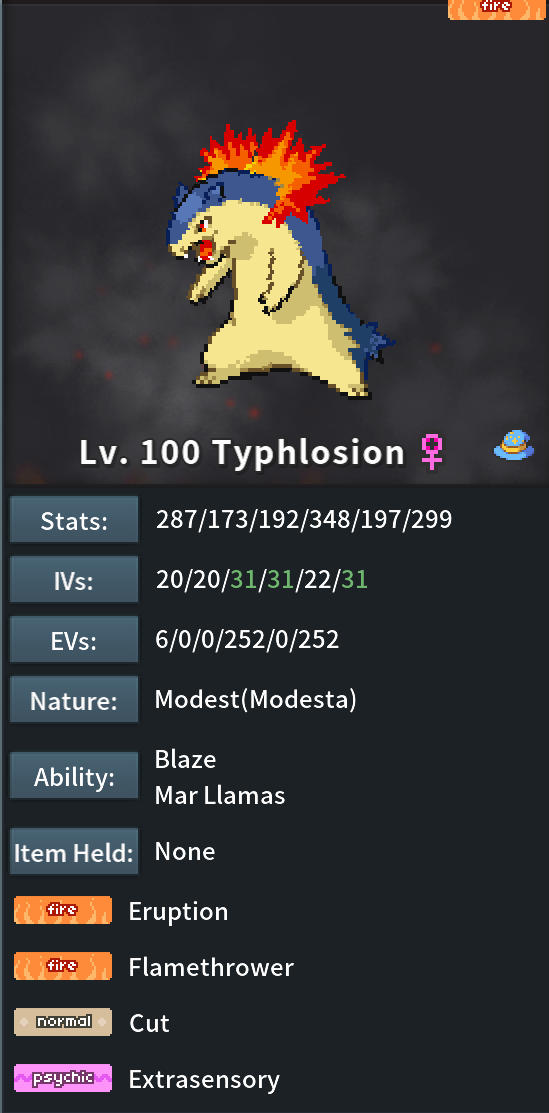 fire
Lv. 100 Typhlosion ♀
Stats: 287/173/192/348/197/299
IVs: 20/20/31/31/22/31
EVs: 6/0/0/252/0/252
Nature: Modest(Modesta)
Ability: Blaze
Mar Llamas
Item Held: None
fire Eruption
fire Flamethrower
normal Cut
psychic Extrasensory